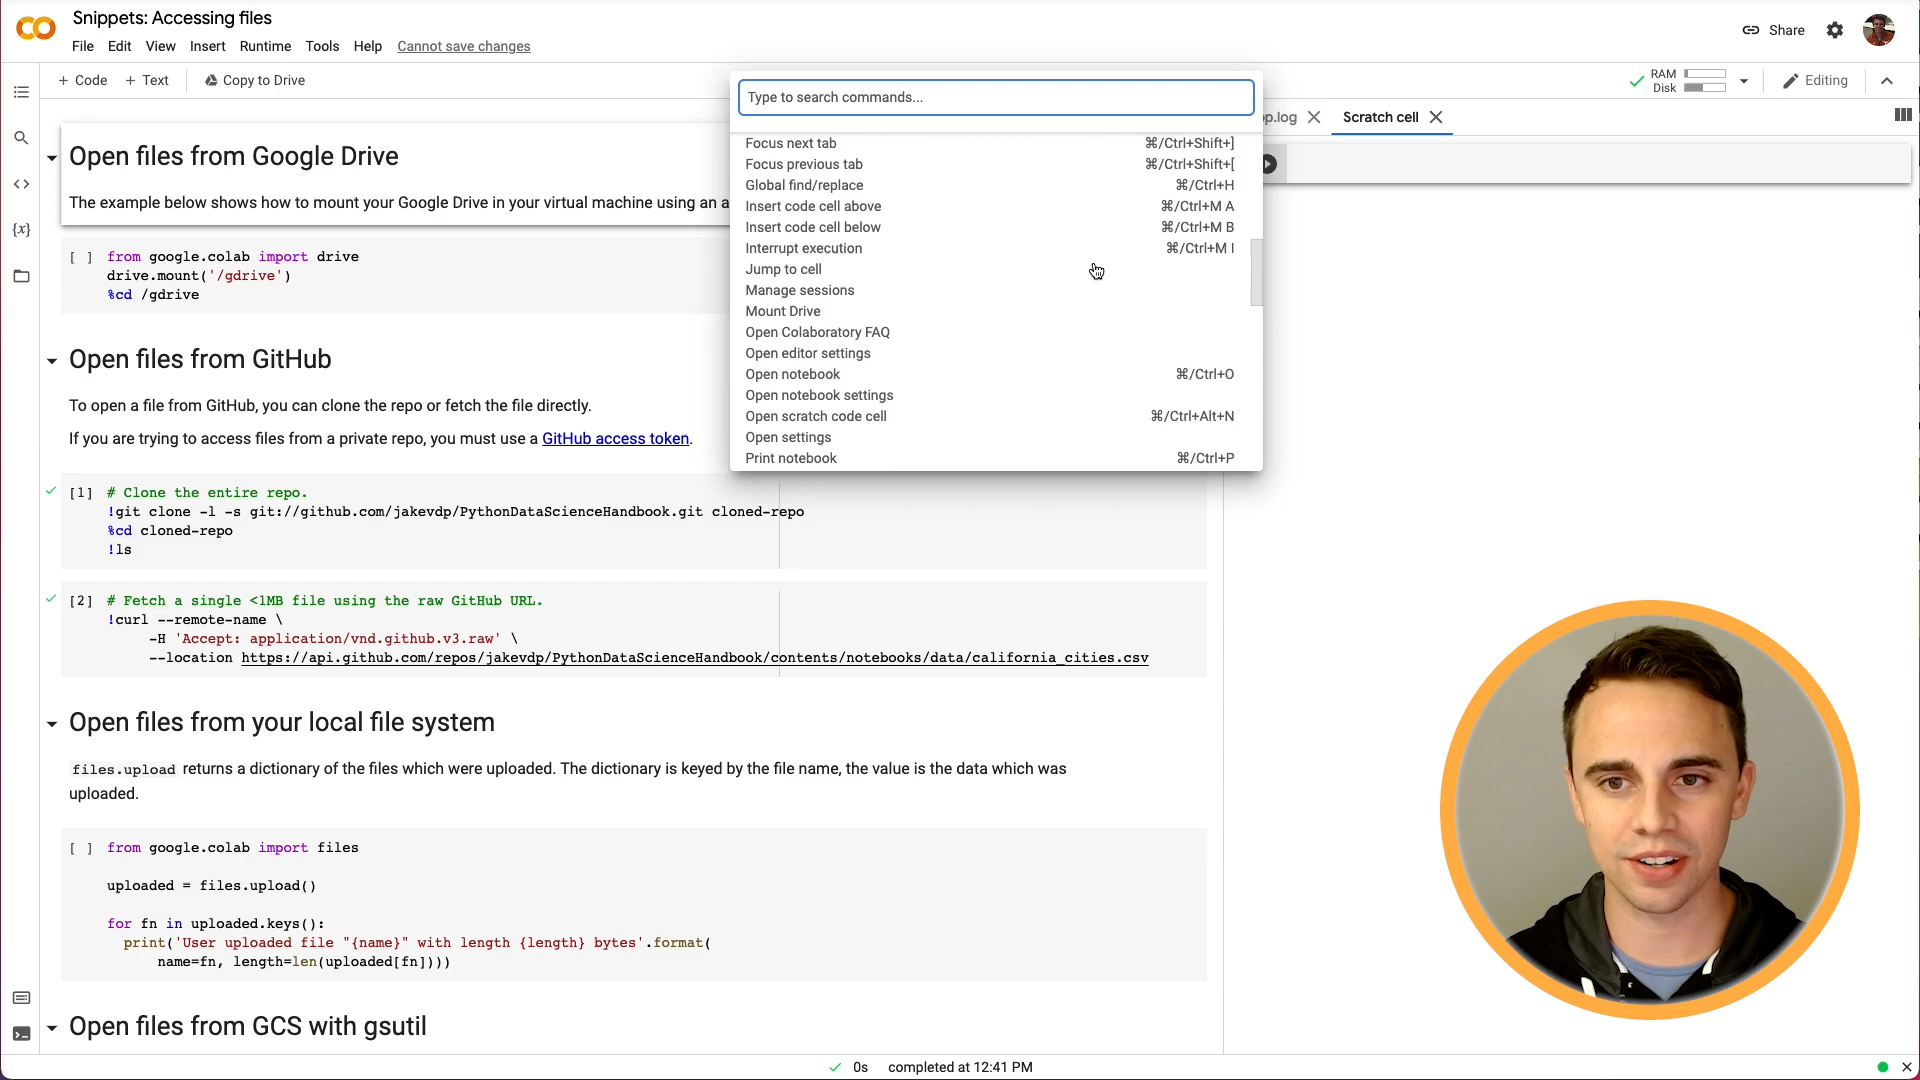 Snippets: Accessing files
File Edit View Insert Runtime Tools Help Cannot save changes
Share
+ Code + Text Copy to Drive
RAM
Disk
Editing
Type to search commands...
Focus next tab ⌘/Ctrl+Shift+]
Focus previous tab ⌘/Ctrl+Shift+[
Global find/replace ⌘/Ctrl+H
Insert code cell above ⌘/Ctrl+M A
Insert code cell below ⌘/Ctrl+M B
Interrupt execution ⌘/Ctrl+M I
Jump to cell
Manage sessions
Mount Drive
Open Colaboratory FAQ
Open editor settings
Open notebook ⌘/Ctrl+O
Open notebook settings
Open scratch code cell ⌘/Ctrl+Alt+N
Open settings
Print notebook ⌘/Ctrl+P
pp.log
Scratch cell
Open files from Google Drive
The example below shows how to mount your Google Drive in your virtual machine using an a
[ ] from google.colab import drive
drive.mount('/gdrive')
%cd /gdrive
Open files from GitHub
To open a file from GitHub, you can clone the repo or fetch the file directly.
If you are trying to access files from a private repo, you must use a GitHub access token.
[1] # Clone the entire repo.
!git clone -l -s git://github.com/jakevdp/PythonDataScienceHandbook.git cloned-repo
%cd cloned-repo
!ls
[2] # Fetch a single <1MB file using the raw GitHub URL.
!curl --remote-name \
-H 'Accept: application/vnd.github.v3.raw' \
--location https://api.github.com/repos/jakevdp/PythonDataScienceHandbook/contents/notebooks/data/california_cities.csv
Open files from your local file system
files.upload returns a dictionary of the files which were uploaded. The dictionary is keyed by the file name, the value is the data which was
uploaded.
[ ] from google.colab import files
uploaded = files.upload()
for fn in uploaded.keys():
print('User uploaded file "{name}" with length {length} bytes'.format(
name=fn, length=len(uploaded[fn])))
Open files from GCS with gsutil
0s completed at 12:41 PM